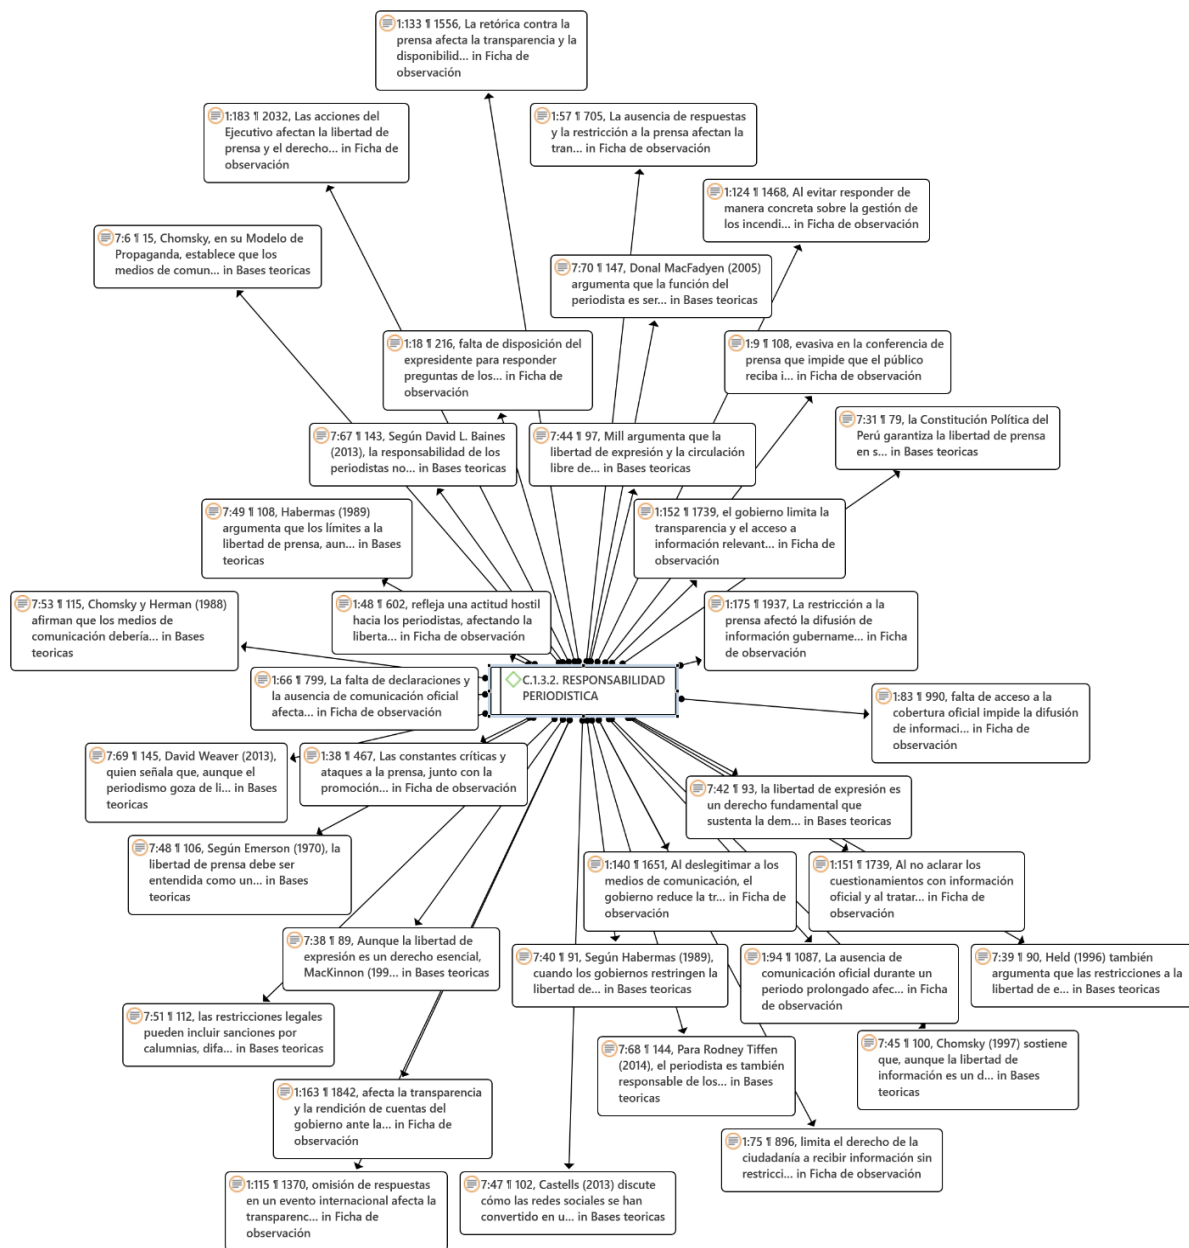 1:133 ¶ 1556, La retórica contra la
prensa afecta la transparencia y la
disponibilid... in Ficha de
observación
1:183 ¶ 2032, Las acciones del
Ejecutivo afectan la libertad de
prensa y el derecho... in Ficha de
observación
1:57 ¶ 705, La ausencia de respuestas
y la restricción a la prensa afectan la
tran... in Ficha de observación
1:124 ¶ 1468, Al evitar responder de
manera concreta sobre la gestión de
los incendi... in Ficha de observación
7:6 ¶ 15, Chomsky, en su Modelo de
Propaganda, establece que los
medios de comun... in Bases teoricas
7:70 ¶ 147, Donal MacFadyen (2005)
argumenta que la función del
periodista es ser... in Bases teoricas
1:18 ¶ 216, falta de disposición del
expresidente para responder
preguntas de los... in Ficha de
observación
1:9 ¶ 108, evasiva en la conferencia de
prensa que impide que el público
reciba i... in Ficha de observación
7:31 ¶ 79, la Constitución Política del
Perú garantiza la libertad de prensa
en s... in Bases teoricas
7:67 ¶ 143, Según David L. Baines
(2013), la responsabilidad de los
periodistas no... in Bases teoricas
7:44 ¶ 97, Mill argumenta que la
libertad de expresión y la circulación
libre de... in Bases teoricas
7:49 ¶ 108, Habermas (1989)
argumenta que los límites a la
libertad de prensa, aun... in Bases
teoricas
1:152 ¶ 1739, el gobierno limita la
transparencia y el acceso a
información relevant... in Ficha de
observación
7:53 ¶ 115, Chomsky y Herman (1988)
afirman que los medios de
comunicación debería... in Bases
teoricas
1:48 ¶ 602, refleja una actitud hostil
hacia los periodistas, afectando la
liberta... in Ficha de observación
1:175 ¶ 1937, La restricción a la
prensa afectó la difusión de
información gubername... in Ficha
de observación
1:66 ¶ 799, La falta de declaraciones y
la ausencia de comunicación oficial
afecta... in Ficha de observación
C.1.3.2. RESPONSABILIDAD
PERIODISTICA
1:83 ¶ 990, falta de acceso a la
cobertura oficial impide la difusión
de informaci... in Ficha de
observación
7:69 ¶ 145, David Weaver (2013),
quien señala que, aunque el
periodismo goza de li... in Bases
teoricas
1:38 ¶ 467, Las constantes críticas y
ataques a la prensa, junto con la
promoción... in Ficha de observación
7:42 ¶ 93, la libertad de expresión es
un derecho fundamental que
sustenta la dem... in Bases teoricas
7:48 ¶ 106, Según Emerson (1970), la
libertad de prensa debe ser
entendida como un... in Bases
teoricas
1:140 ¶ 1651, Al deslegitimar a los
medios de comunicación, el
gobierno reduce la tr... in Ficha de
observación
1:151 ¶ 1739, Al no aclarar los
cuestionamientos con información
oficial y al tratar... in Ficha de
observación
7:38 ¶ 89, Aunque la libertad de
expresión es un derecho esencial,
MacKinnon (199... in Bases teoricas
7:40 ¶ 91, Según Habermas (1989),
cuando los gobiernos restringen la
libertad de... in Bases teoricas
1:94 ¶ 1087, La ausencia de
comunicación oficial durante un
periodo prolongado afec... in Ficha
de observación
7:39 ¶ 90, Held (1996) también
argumenta que las restricciones a la
libertad de e... in Bases teoricas
7:51 ¶ 112, las restricciones legales
pueden incluir sanciones por
calumnias, difa... in Bases teoricas
7:68 ¶ 144, Para Rodney Tiffen
(2014), el periodista es también
responsable de los... in Bases
teoricas
7:45 ¶ 100, Chomsky (1997) sostiene
que, aunque la libertad de
información es un d... in Bases
teoricas
1:163 ¶ 1842, afecta la transparencia
y la rendición de cuentas del
gobierno ante la... in Ficha de
observación
1:75 ¶ 896, limita el derecho de la
ciudadanía a recibir información sin
restricci... in Ficha de observación
1:115 ¶ 1370, omisión de respuestas
en un evento internacional afecta la
transparenc... in Ficha de
observación
7:47 ¶ 102, Castells (2013) discute
cómo las redes sociales se han
convertido en u... in Bases teoricas